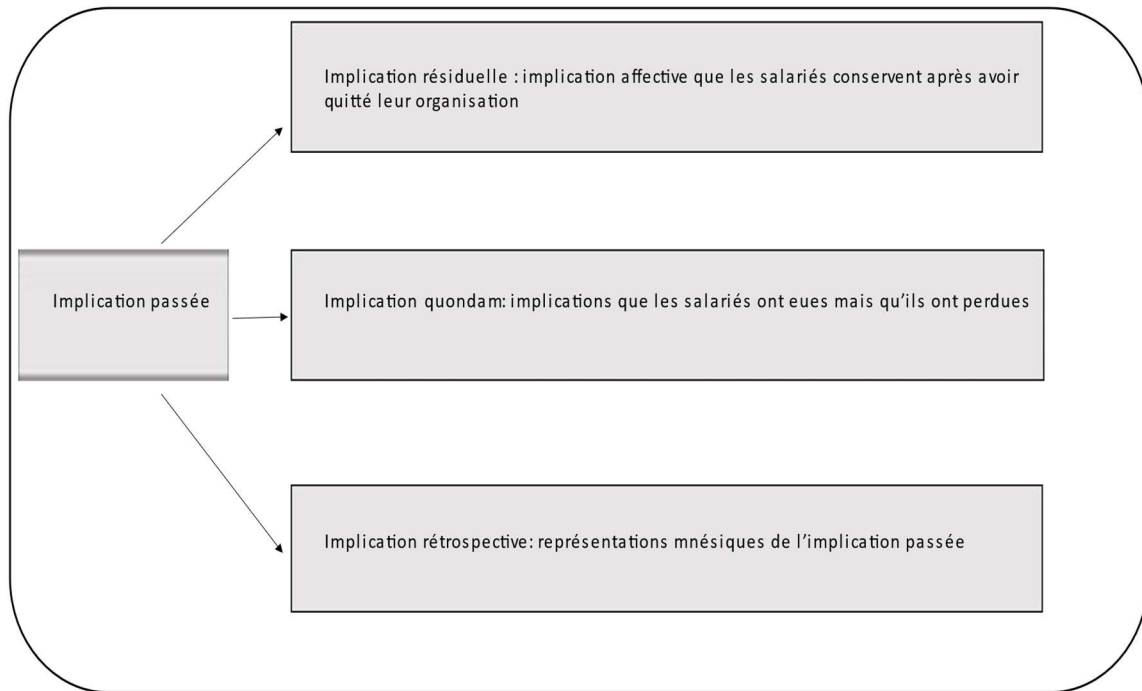 Implication résiduelle : implication affective que les salariés conservent après avoir
quitté leur organisation
Implication passée
Implication quondam: implications que les salariés ont eues mais qu'ils ont perdues
Implication rétrospective: représentations mnésiques de l'implication passée